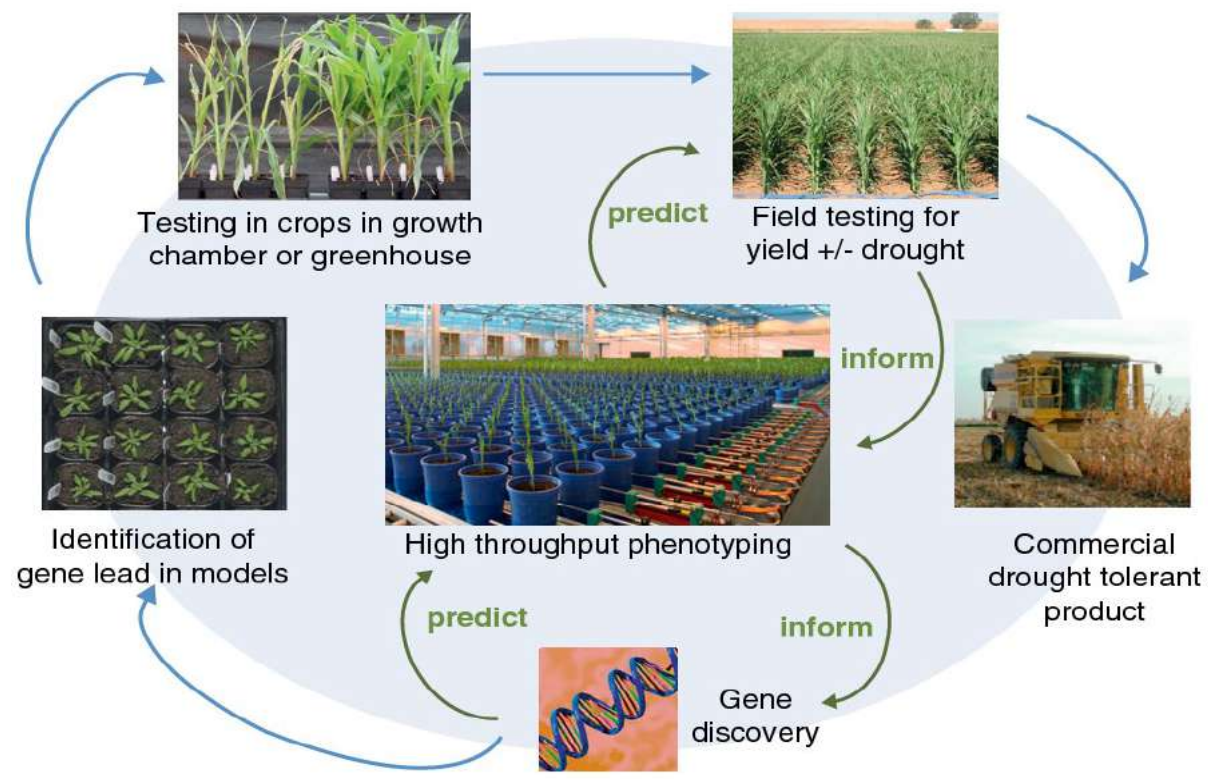 Testing in crops in growth
chamber or greenhouse
predict
Field testing for
yield +/- drought
inform
Identification of
gene lead in models
High throughput phenotyping
Commercial
drought tolerant
product
predict
inform
Gene
discovery